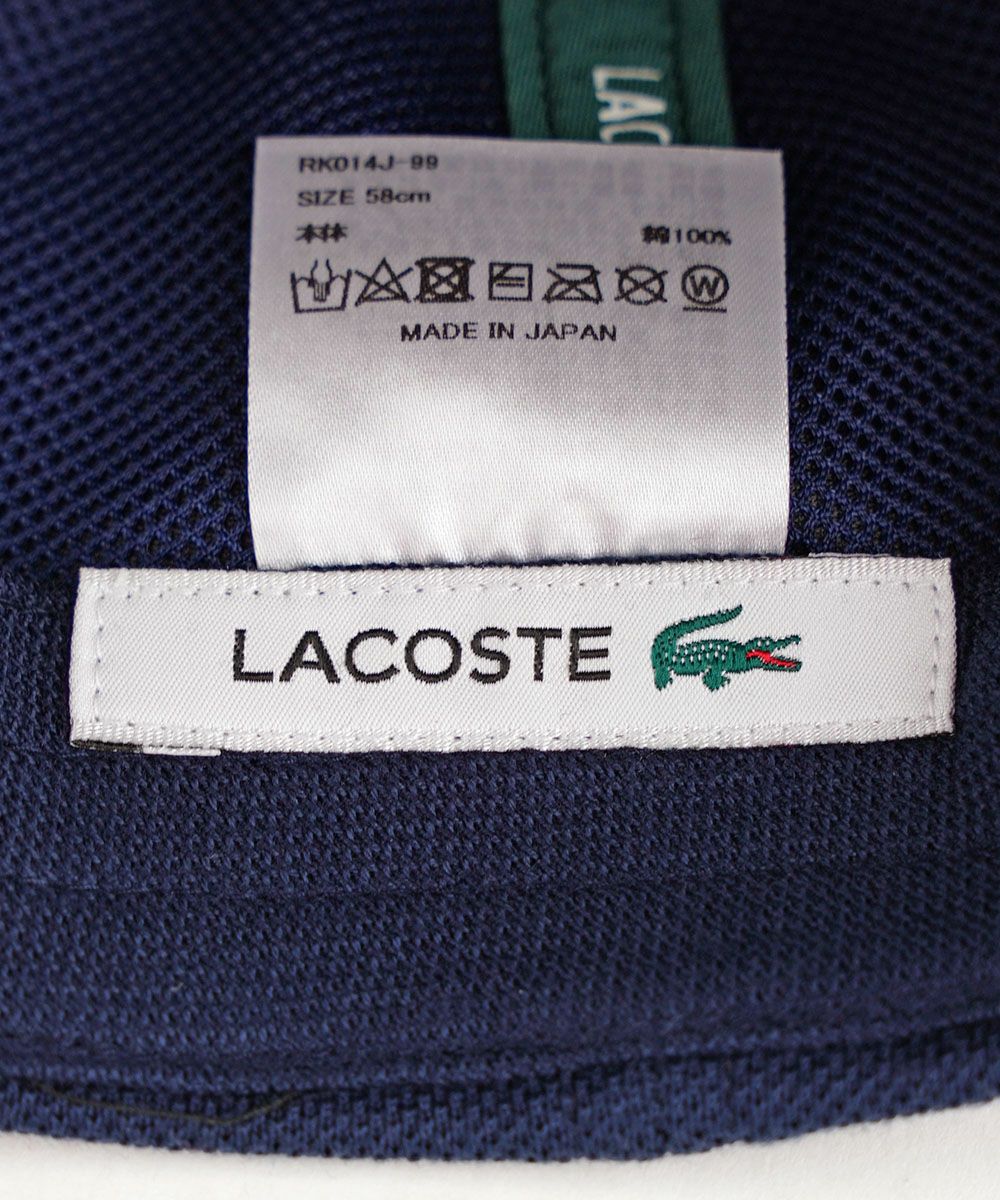 LAC
RK014J-99
SIZE 58cm
本体 綿100%
W
MADE IN JAPAN
LACOSTE